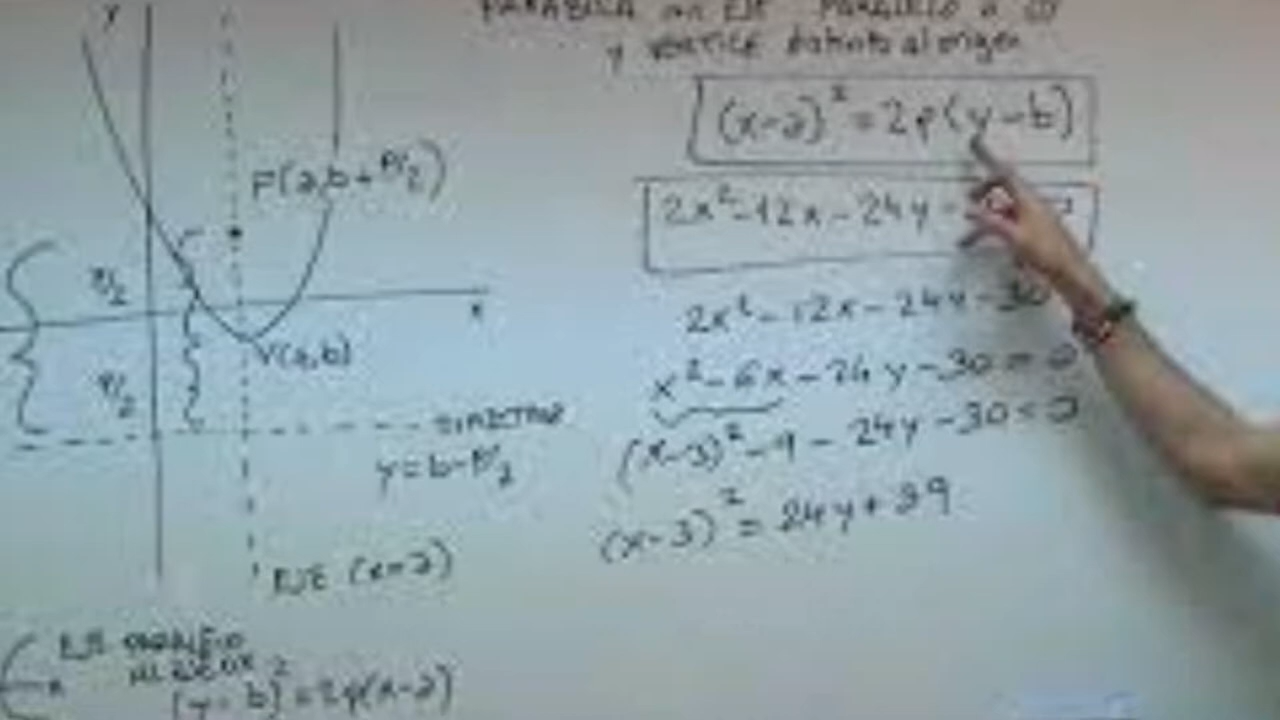 PARABOLA con EJE PARALELO a OY
y VERTICE distinto al origen
(x-a)² = 2p(y-b)
2x²-12x-24y-
2x²-12x-24y-30
x²-6x-24y-30=0
(x-3)²-9-24y-30=0
(x-3)² = 24y+39
y
F(a,b+P/2)
P/2
x
V(a,b)
P/2
DIRECTRIZ
y=b-P/2
EJE (x=a)
EJE PARALELO
(y-b)²=2p(x-a)